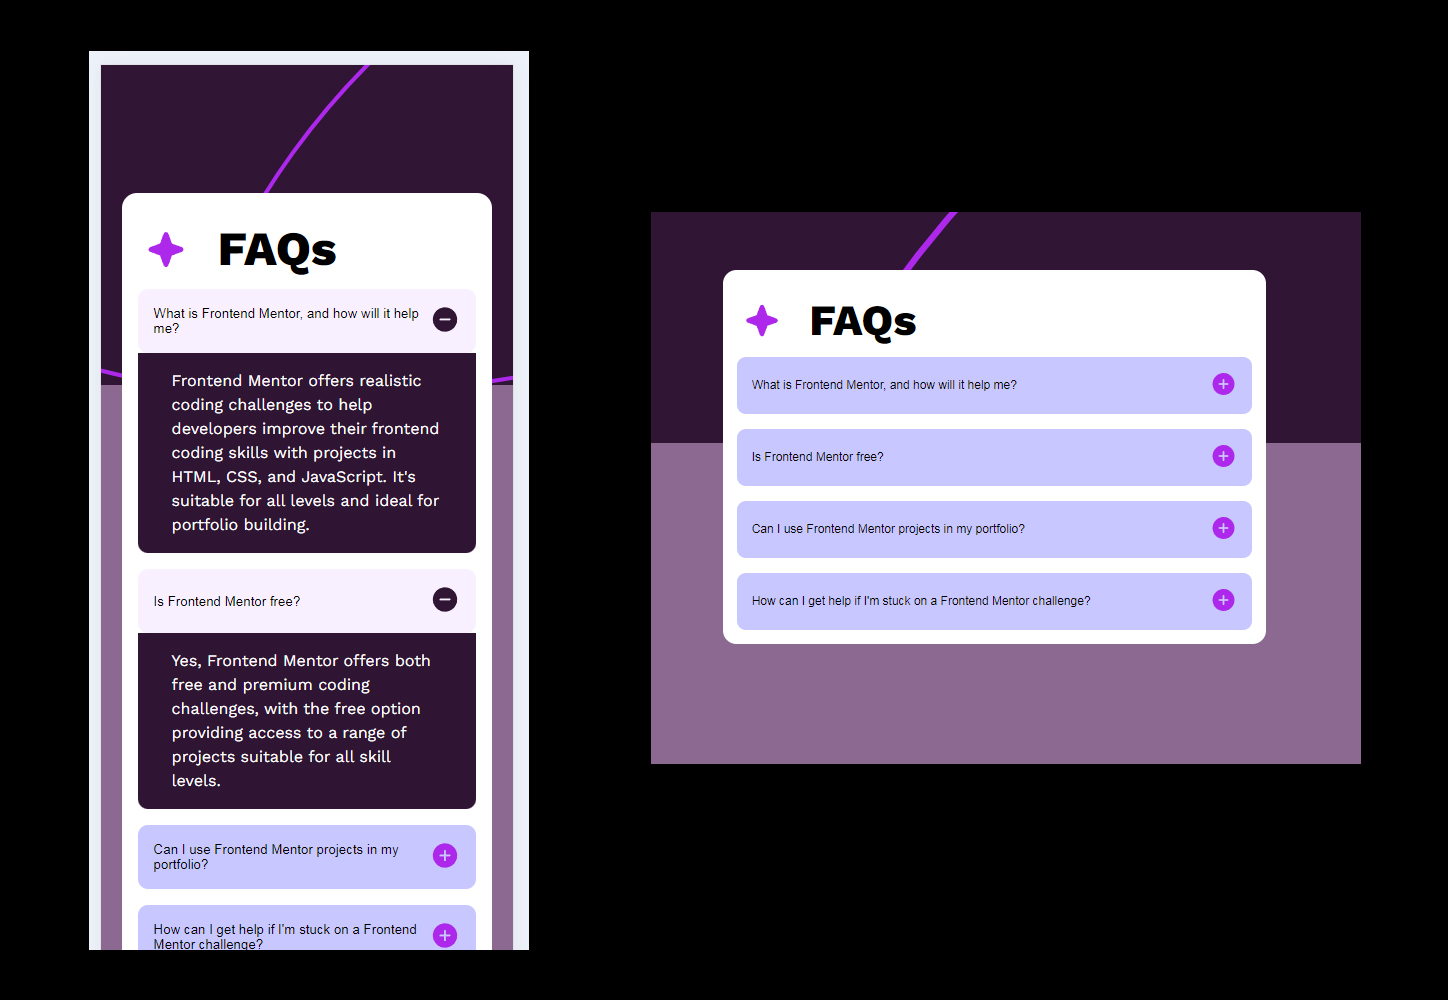 FAQs
What is Frontend Mentor, and how will it help
me?
Frontend Mentor offers realistic
coding challenges to help
developers improve their frontend
coding skills with projects in
HTML, CSS, and JavaScript. It's
suitable for all levels and ideal for
portfolio building.
Is Frontend Mentor free?
Yes, Frontend Mentor offers both
free and premium coding
challenges, with the free option
providing access to a range of
projects suitable for all skill
levels.
Can I use Frontend Mentor projects in my
portfolio?
How can I get help if I'm stuck on a Frontend
Mentor challenge?
FAQs
What is Frontend Mentor, and how will it help me?
Is Frontend Mentor free?
Can I use Frontend Mentor projects in my portfolio?
How can I get help if I'm stuck on a Frontend Mentor challenge?